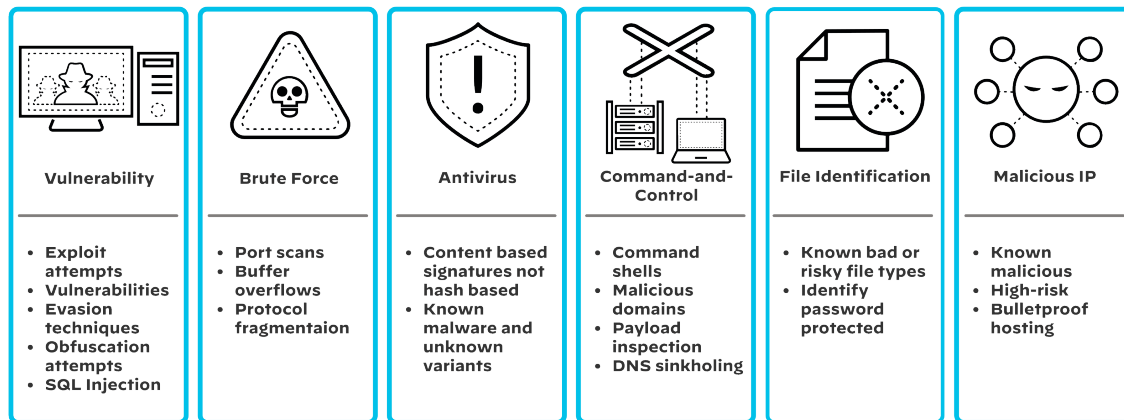 Vulnerability
• Exploit
attempts
• Vulnerabilities
• Evasion
techniques
• Obfuscation
attempts
• SQL Injection
Brute Force
• Port scans
• Buffer
overflows
• Protocol
fragmentaion
Antivirus
• Content based
signatures not
hash based
• Known
malware and
unknown
variants
Command-and-
Control
• Command
shells
• Malicious
domains
• Payload
inspection
• DNS sinkholing
File Identification
• Known bad or
risky file types
• Identify
password
protected
Malicious IP
• Known
malicious
• High-risk
• Bulletproof
hosting